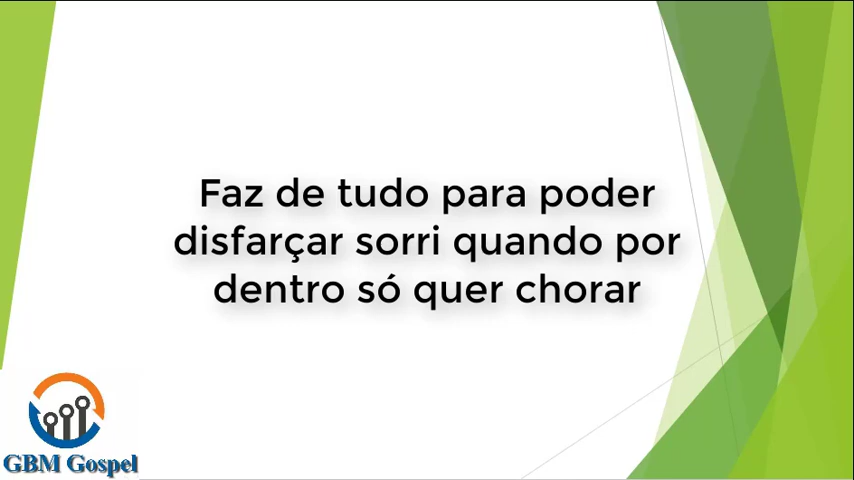 Faz de tudo para poder
disfarçar sorri quando por
dentro só quer chorar
GBM Gospel